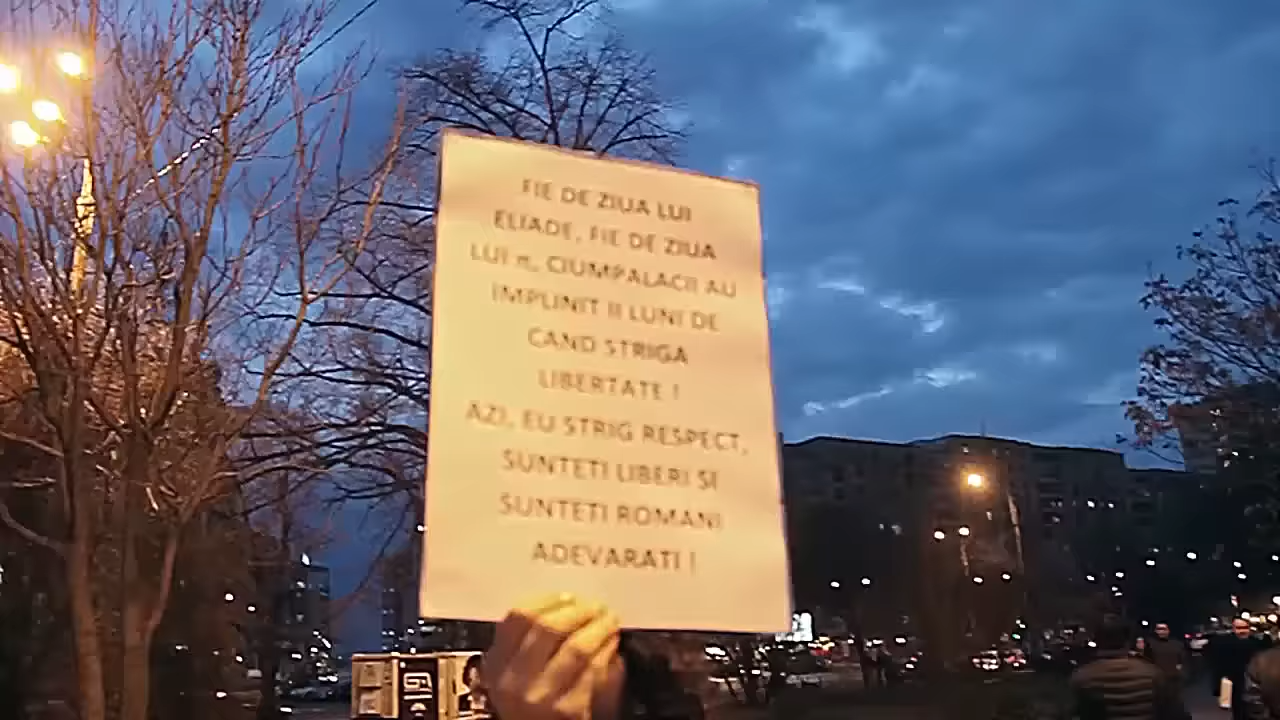 FIE DE ZIUA LUI
ELIADE, FIE DE ZIUA
LUI π, CIUMPALACII AU
IMPLINIT II LUNI DE
CAND STRIGA
LIBERTATE !
AZI, EU STRIG RESPECT,
SUNTETI LIBERI SI
SUNTETI ROMANI
ADEVARATI !